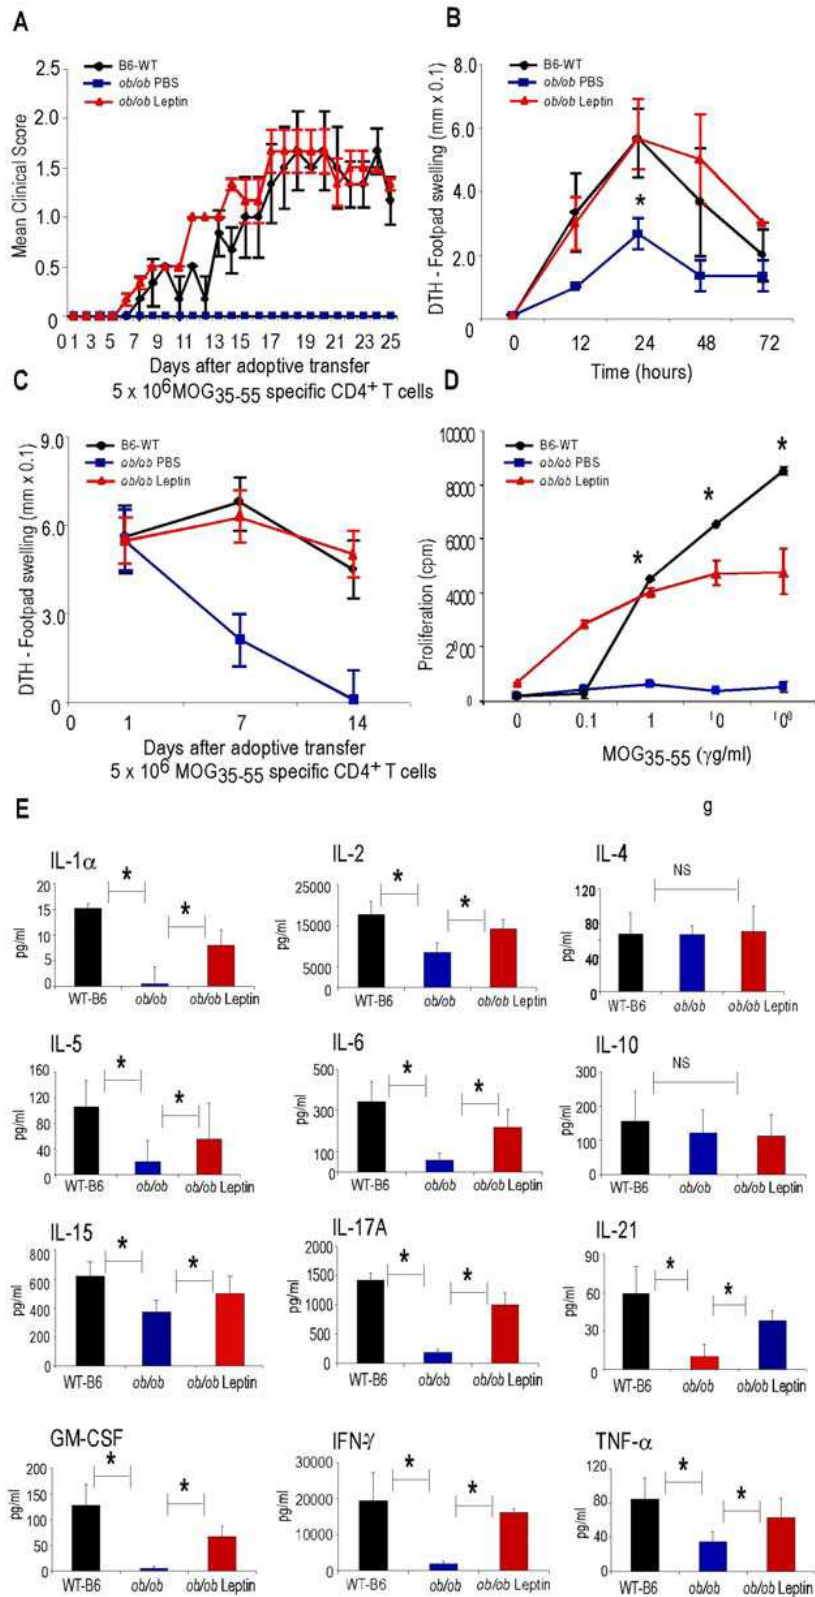 A
B6-WT
ob/ob PBS
ob/ob Leptin
Mean Clinical Score
2.5
2.0
1.5
1.0
0.5
0
0 1 3 5 7 9 11 13 15 17 19 21 23 25
Days after adoptive transfer
5 x 10⁶MOG₃₅₋₅₅ specific CD4⁺ T cells
B
B6-WT
ob/ob PBS
ob/ob Leptin
DTH - Footpad swelling (mm x 0.1)
8.0
6.0
4.0
2.0
0
*
0 12 24 48 72
Time (hours)
C
B6-WT
ob/ob PBS
ob/ob Leptin
DTH - Footpad swelling (mm x 0.1)
9.0
6.0
3.0
0
0 1 7 14
Days after adoptive transfer
5 x 10⁶ MOG₃₅₋₅₅ specific CD4⁺ T cells
D
B6-WT
ob/ob PBS
ob/ob Leptin
Proliferation (cpm)
10000
8000
6000
4000
2000
0
* * *
0 0.1 1 10 100
MOG₃₅₋₅₅ (γg/ml)
E
g
IL-1α
pg/ml
20
15
10
5
0
* *
WT-B6 ob/ob ob/ob Leptin
IL-2
pg/ml
25000
15000
5000
0
* *
WT-B6 ob/ob ob/ob Leptin
IL-4
pg/ml
120
80
40
0
NS
WT-B6 ob/ob ob/ob Leptin
IL-5
pg/ml
160
120
80
40
0
* *
WT-B6 ob/ob ob/ob Leptin
IL-6
pg/ml
500
300
100
0
* *
WT-B6 ob/ob ob/ob Leptin
IL-10
pg/ml
300
200
100
0
NS
WT-B6 ob/ob ob/ob Leptin
IL-15
pg/ml
800
600
400
200
0
* *
WT-B6 ob/ob ob/ob Leptin
IL-17A
pg/ml
2000
1500
1000
500
0
* *
WT-B6 ob/ob ob/ob Leptin
IL-21
pg/ml
90
60
30
0
* *
WT-B6 ob/ob ob/ob Leptin
GM-CSF
pg/ml
200
150
100
50
0
* *
WT-B6 ob/ob ob/ob Leptin
IFN-γ
pg/ml
30000
20000
10000
0
* *
WT-B6 ob/ob ob/ob Leptin
TNF-α
pg/ml
120
80
40
0
* *
WT-B6 ob/ob ob/ob Leptin